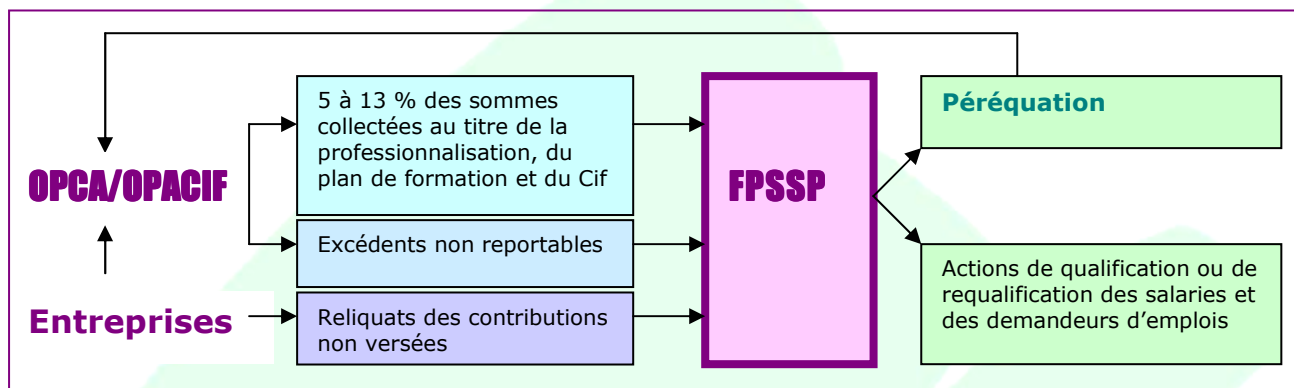 5 à 13 % des sommes
collectées au titre de la
professionnalisation, du
plan de formation et du Cif
Péréquation
OPCA/OPACIF
FPSSP
Excédents non reportables
Actions de qualification ou de
requalification des salaries et
des demandeurs d’emplois
Entreprises
Reliquats des contributions
non versées